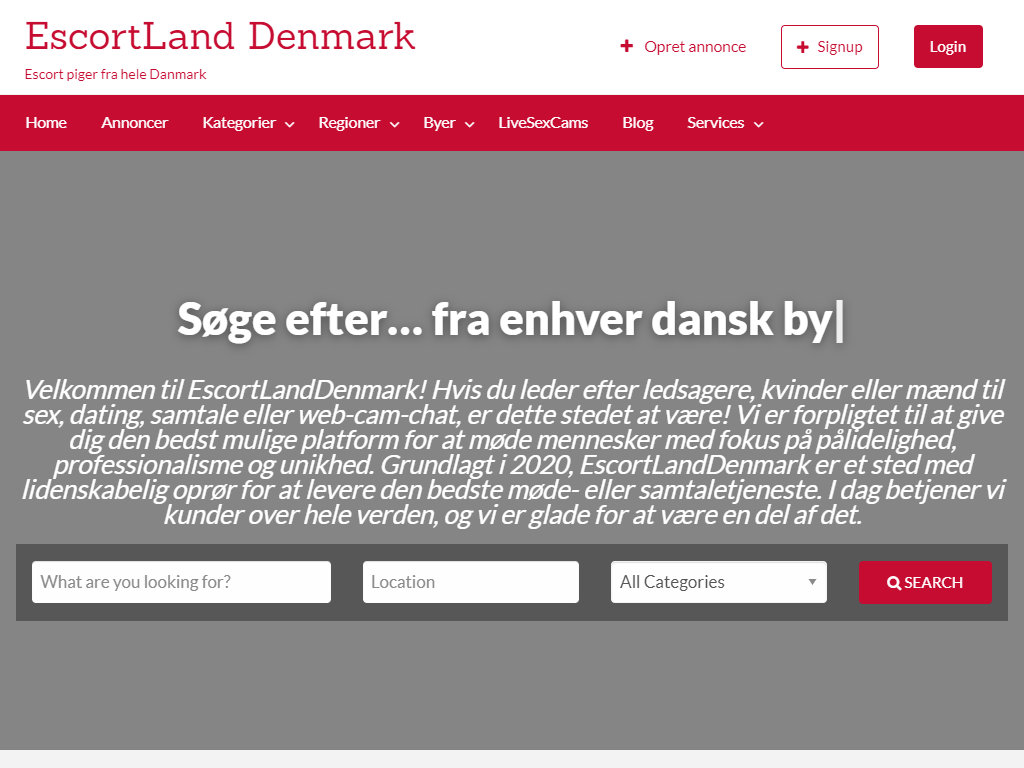 EscortLand Denmark
Escort piger fra hele Danmark
Opret annonce
Signup
Login
Home
Annoncer
Kategorier
Regioner
Byer
LiveSexCams
Blog
Services
Søge efter... fra enhver dansk by|
Velkommen til EscortLandDenmark! Hvis du leder efter ledsagere, kvinder eller mænd til
sex, dating, samtale eller web-cam-chat, er dette stedet at være! Vi er forpligtet til at give
dig den bedst mulige platform for at møde mennesker med fokus på pålidelighed,
professionalisme og unikhed. Grundlagt i 2020, EscortLandDenmark er et sted med
lidenskabelig oprør for at levere den bedste møde- eller samtaletjeneste. I dag betjener vi
kunder over hele verden, og vi er glade for at være en del af det.
What are you looking for?
Location
All Categories
SEARCH